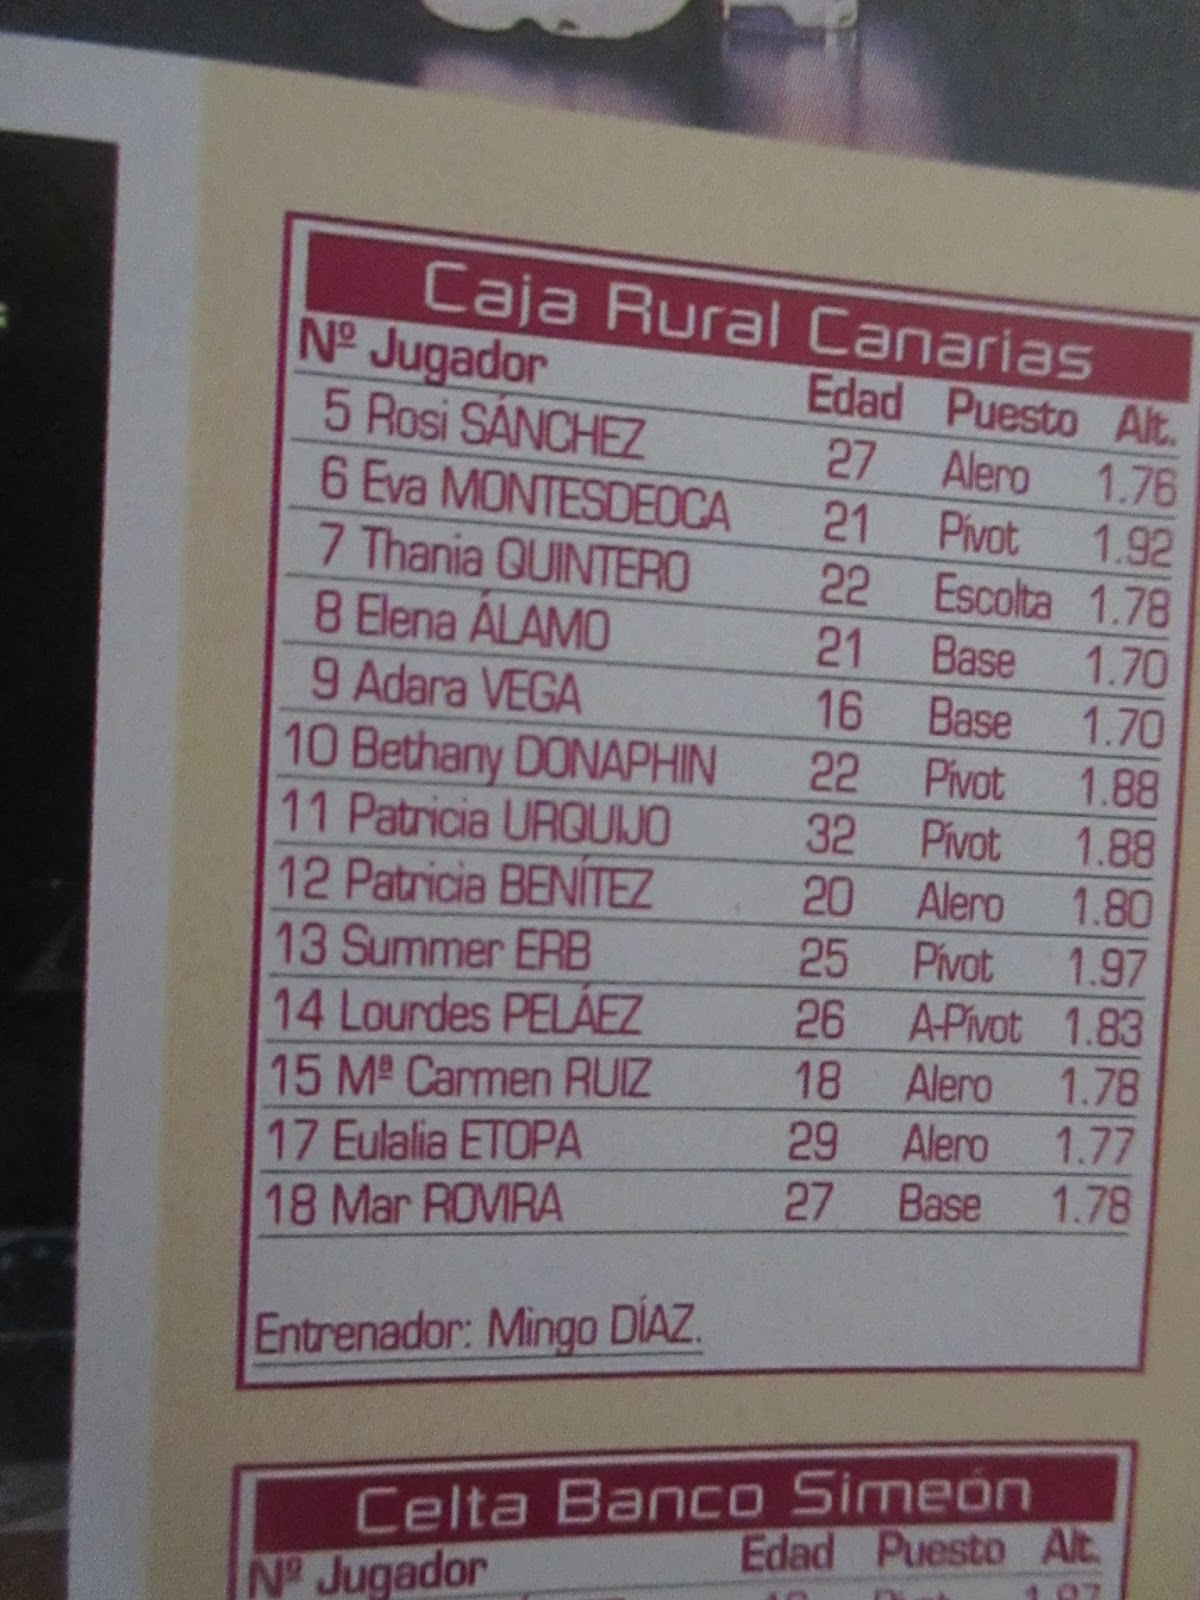 Caja Rural Canarias
Nº Jugador Edad Puesto Alt.
5 Rosi SÁNCHEZ 27 Alero 1.76
6 Eva MONTESDEOCA 21 Pívot 1.92
7 Thania QUINTERO 22 Escolta 1.78
8 Elena ÁLAMO 21 Base 1.70
9 Adara VEGA 16 Base 1.70
10 Bethany DONAPHIN 22 Pívot 1.88
11 Patricia URQUIJO 32 Pívot 1.88
12 Patricia BENÍTEZ 20 Alero 1.80
13 Summer ERB 25 Pívot 1.97
14 Lourdes PELÁEZ 26 A-Pívot 1.83
15 Mª Carmen RUIZ 18 Alero 1.78
17 Eulalia ETOPA 29 Alero 1.77
18 Mar ROVIRA 27 Base 1.78
Entrenador: Mingo DÍAZ.
Celta Banco Simeón
Nº Jugador Edad Puesto Alt.